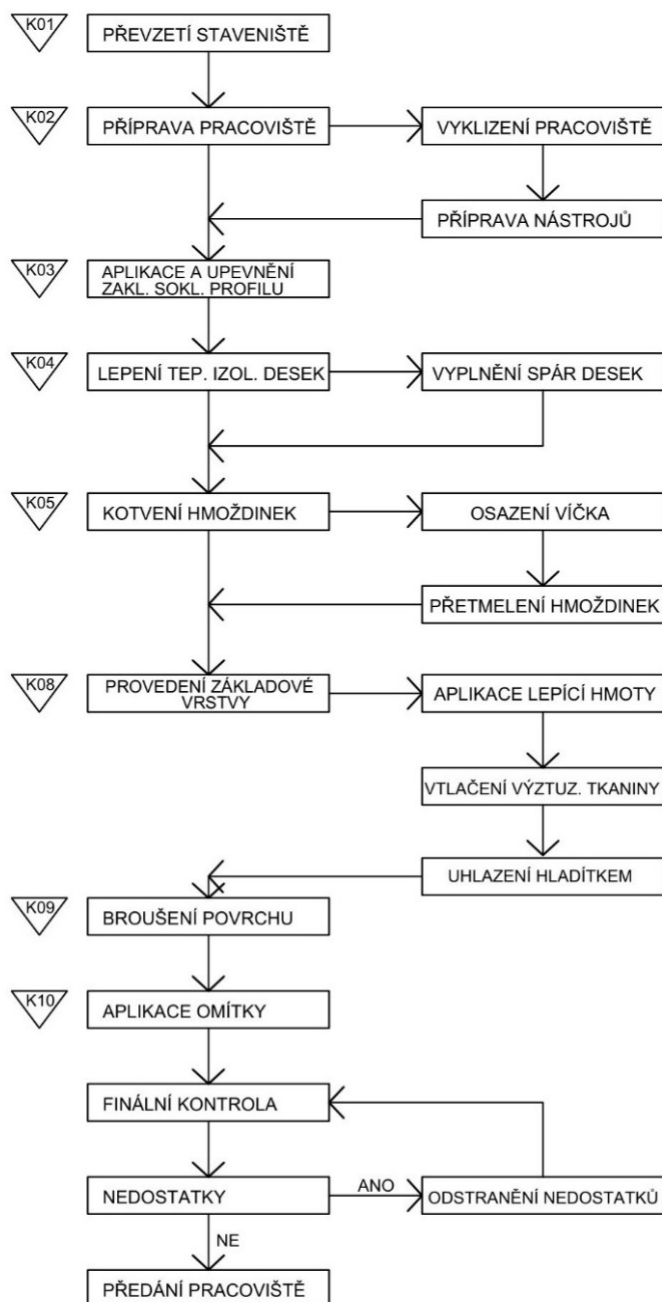 K01
PŘEVZETÍ STAVENIŠTĚ
K02
PŘÍPRAVA PRACOVIŠTĚ
VYKLIZENÍ PRACOVIŠTĚ
PŘÍPRAVA NÁSTROJŮ
K03
APLIKACE A UPEVNĚNÍ
ZAKL. SOKL. PROFILU
K04
LEPENÍ TEP. IZOL. DESEK
VYPLNĚNÍ SPÁR DESEK
K05
KOTVENÍ HMOŽDINEK
OSAZENÍ VÍČKA
PŘETMELENÍ HMOŽDINEK
K08
PROVEDENÍ ZÁKLADOVÉ
VRSTVY
APLIKACE LEPÍCÍ HMOTY
VTLAČENÍ VÝZTUZ. TKANINY
UHLAZENÍ HLADÍTKEM
K09
BROUŠENÍ POVRCHU
K10
APLIKACE OMÍTKY
FINÁLNÍ KONTROLA
NEDOSTATKY
ANO
ODSTRANĚNÍ NEDOSTATKŮ
NE
PŘEDÁNÍ PRACOVIŠTĚ